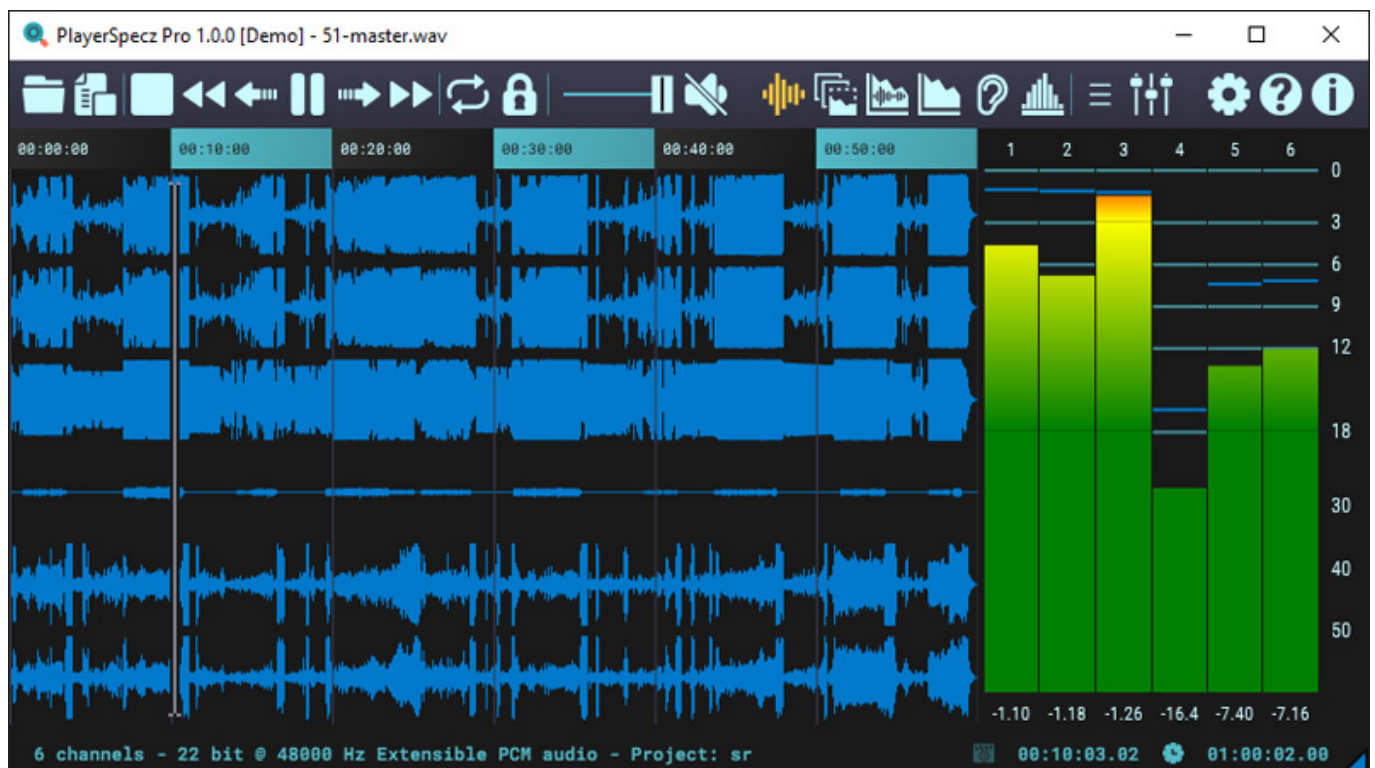 PlayerSpecz Pro 1.0.0 [Demo] - 51-master.wav
00:00:00 00:10:00 00:20:00 00:30:00 00:40:00 00:50:00
1 2 3 4 5 6
0
3
6
9
12
18
30
40
50
-1.10 -1.18 -1.26 -16.4 -7.40 -7.16
6 channels - 22 bit @ 48000 Hz Extensible PCM audio - Project: sr 00:10:03.02 01:00:02.00